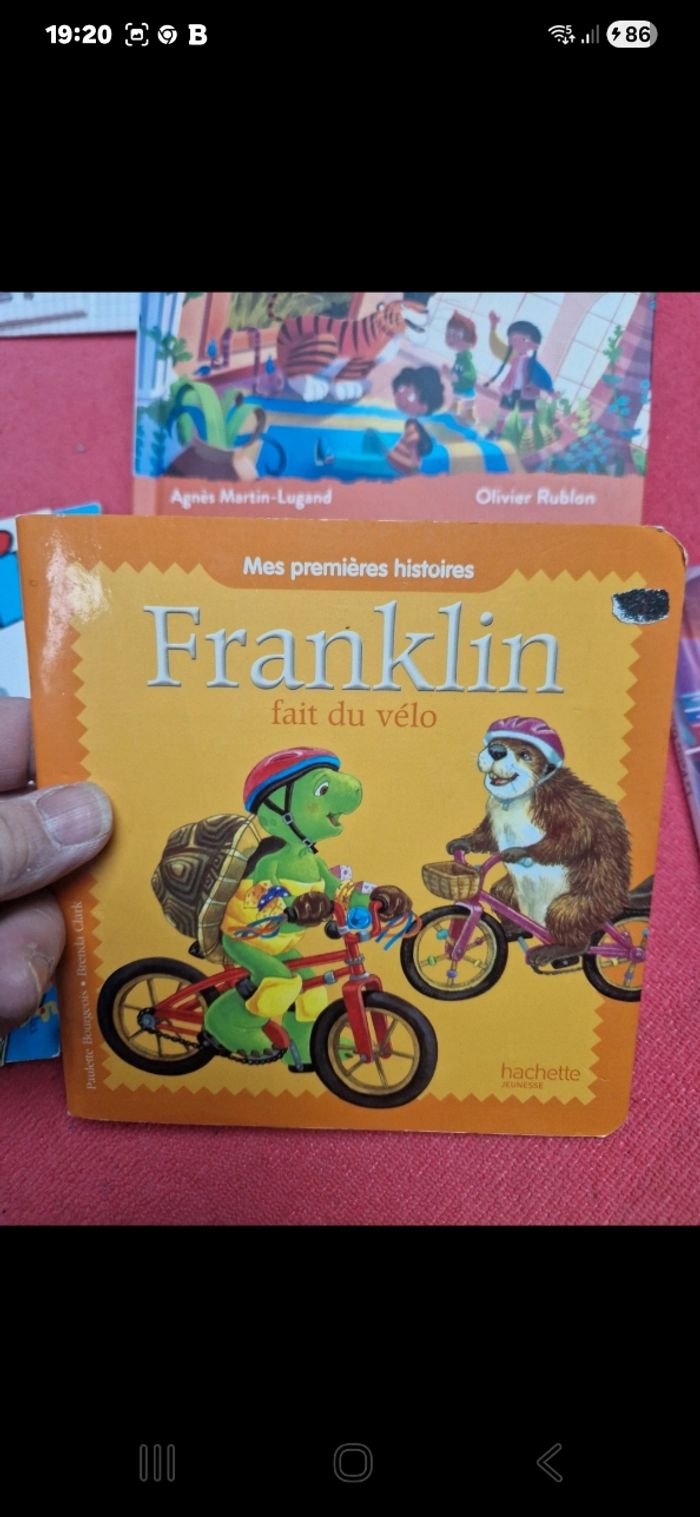 19:20 B 5 86
Agnès Martin-Lugand Olivier Rublon
Mes premières histoires
Franklin
fait du vélo
Paulette Bourgeois • Brenda Clark
hachette
JEUNESSE